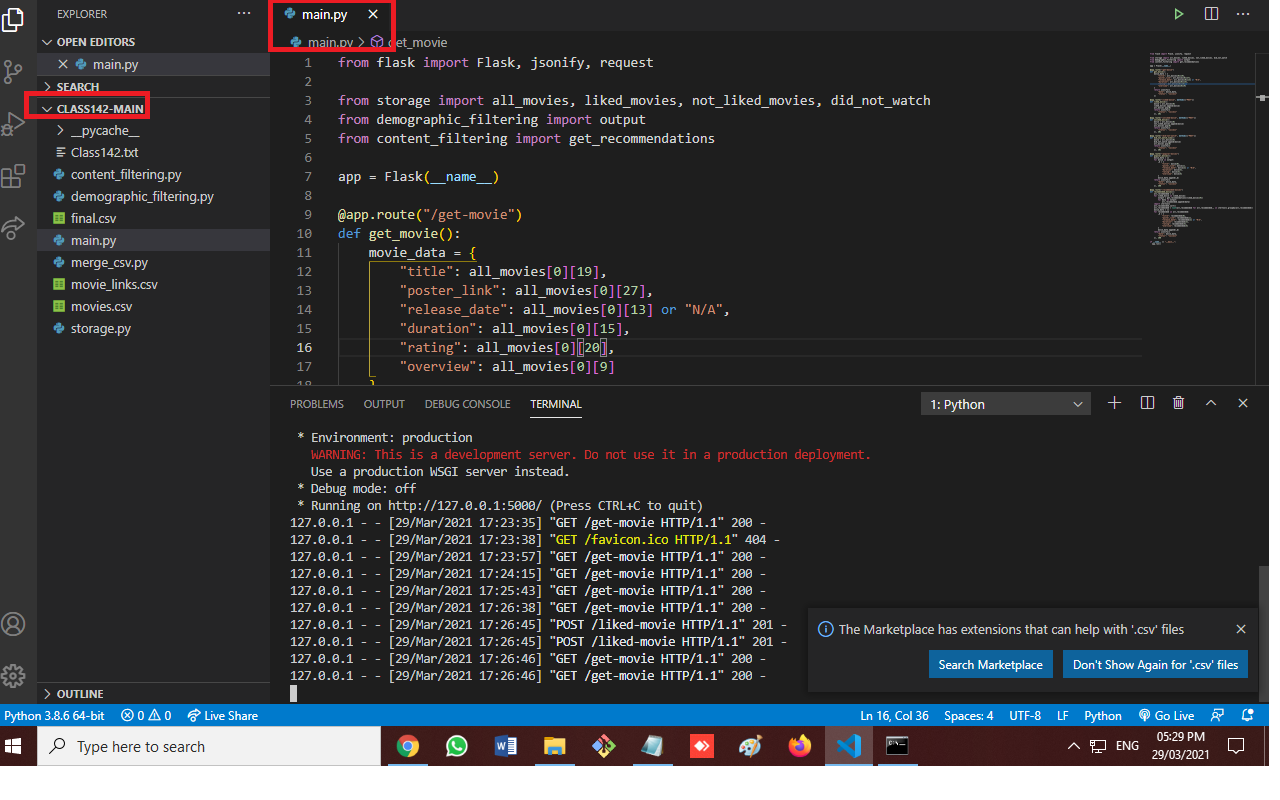 EXPLORER
OPEN EDITORS
main.py
SEARCH
CLASS142-MAIN
__pycache__
Class142.txt
content_filtering.py
demographic_filtering.py
final.csv
main.py
merge_csv.py
movie_links.csv
movies.csv
storage.py
OUTLINE
main.py
main.py > get_movie
1 from flask import Flask, jsonify, request
2
3 from storage import all_movies, liked_movies, not_liked_movies, did_not_watch
4 from demographic_filtering import output
5 from content_filtering import get_recommendations
6
7 app = Flask(__name__)
8
9 @app.route("/get-movie")
10 def get_movie():
11 movie_data = {
12 "title": all_movies[0][19],
13 "poster_link": all_movies[0][27],
14 "release_date": all_movies[0][13] or "N/A",
15 "duration": all_movies[0][15],
16 "rating": all_movies[0][20],
17 "overview": all_movies[0][9]
18 }
PROBLEMS OUTPUT DEBUG CONSOLE TERMINAL 1: Python
* Environment: production
WARNING: This is a development server. Do not use it in a production deployment.
Use a production WSGI server instead.
* Debug mode: off
* Running on http://127.0.0.1:5000/ (Press CTRL+C to quit)
127.0.0.1 - - [29/Mar/2021 17:23:35] "GET /get-movie HTTP/1.1" 200 -
127.0.0.1 - - [29/Mar/2021 17:23:38] "GET /favicon.ico HTTP/1.1" 404 -
127.0.0.1 - - [29/Mar/2021 17:23:57] "GET /get-movie HTTP/1.1" 200 -
127.0.0.1 - - [29/Mar/2021 17:24:15] "GET /get-movie HTTP/1.1" 200 -
127.0.0.1 - - [29/Mar/2021 17:25:43] "GET /get-movie HTTP/1.1" 200 -
127.0.0.1 - - [29/Mar/2021 17:26:38] "GET /get-movie HTTP/1.1" 200 -
127.0.0.1 - - [29/Mar/2021 17:26:45] "POST /liked-movie HTTP/1.1" 201 -
127.0.0.1 - - [29/Mar/2021 17:26:45] "POST /liked-movie HTTP/1.1" 201 -
127.0.0.1 - - [29/Mar/2021 17:26:46] "GET /get-movie HTTP/1.1" 200 -
127.0.0.1 - - [29/Mar/2021 17:26:46] "GET /get-movie HTTP/1.1" 200 -
The Marketplace has extensions that can help with '.csv' files
Search Marketplace Don't Show Again for '.csv' files
Python 3.8.6 64-bit 0 0 Live Share Ln 16, Col 36 Spaces: 4 UTF-8 LF Python Go Live
Type here to search ENG 05:29 PM
29/03/2021